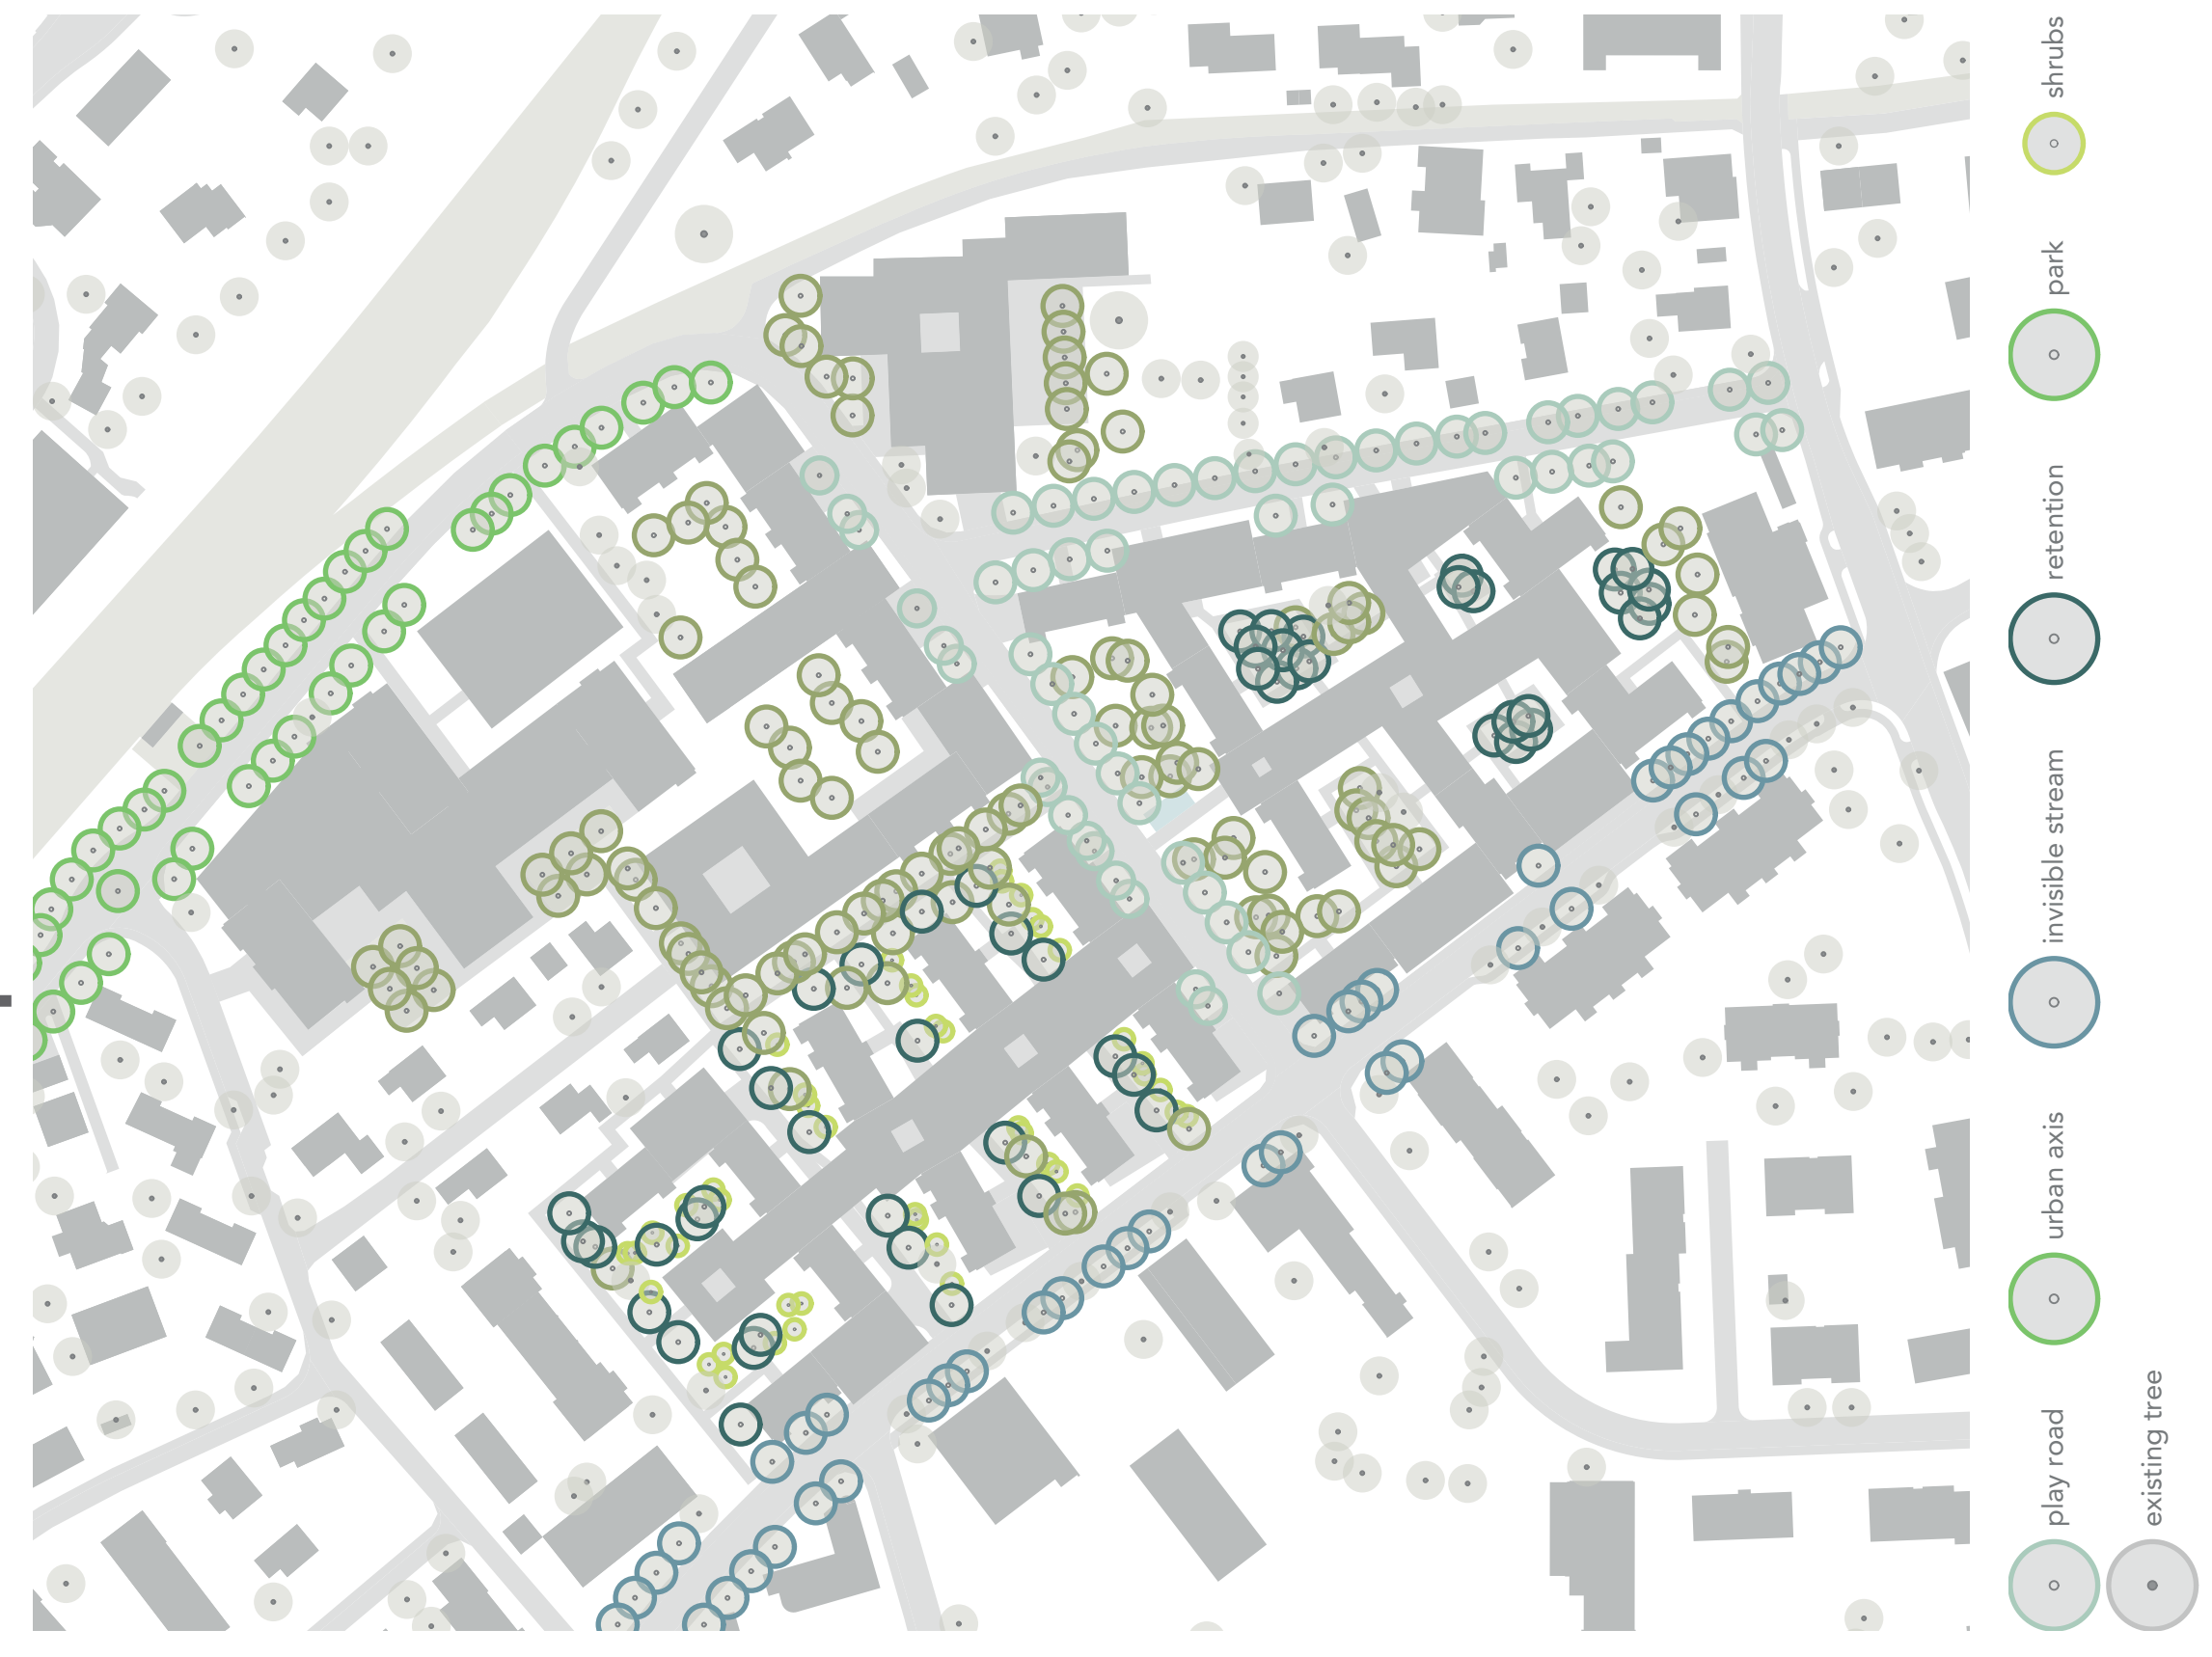 play road
urban axis
invisible stream
retention
park
shrubs
existing tree